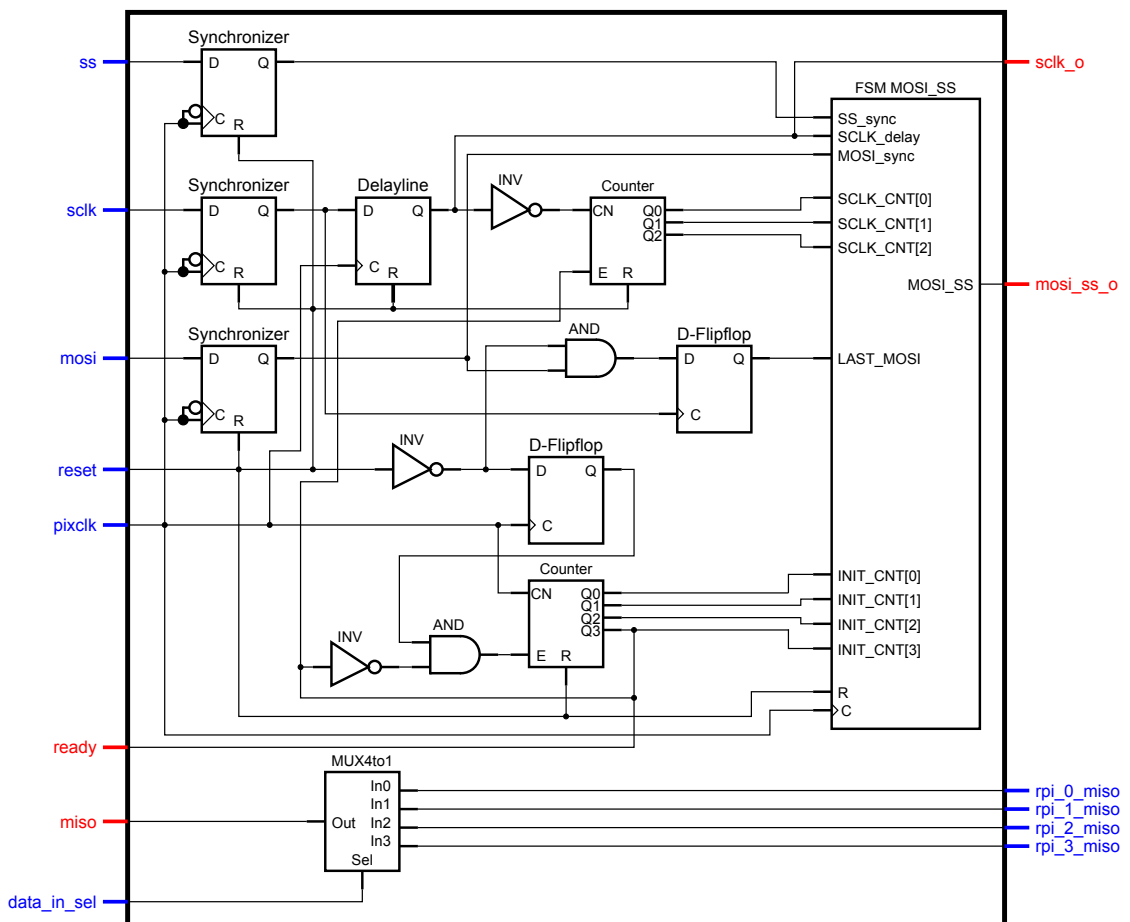 Synchronizer
ss
D
Q
C
R
sclk_o
FSM MOSI_SS
SS_sync
SCLK_delay
MOSI_sync
Synchronizer
Delayline
INV
Counter
sclk
D
Q
C
R
D
Q
C
R
CN
Q0
Q1
Q2
E
R
SCLK_CNT[0]
SCLK_CNT[1]
SCLK_CNT[2]
MOSI_SS
mosi_ss_o
Synchronizer
AND
D-Flipflop
mosi
D
Q
C
R
D
Q
C
LAST_MOSI
INV
D-Flipflop
reset
D
Q
C
pixclk
Counter
CN
Q0
Q1
Q2
Q3
E
R
INIT_CNT[0]
INIT_CNT[1]
INIT_CNT[2]
INIT_CNT[3]
INV
AND
R
C
ready
MUX4to1
In0
In1
In2
In3
Out
Sel
miso
rpi_0_miso
rpi_1_miso
rpi_2_miso
rpi_3_miso
data_in_sel